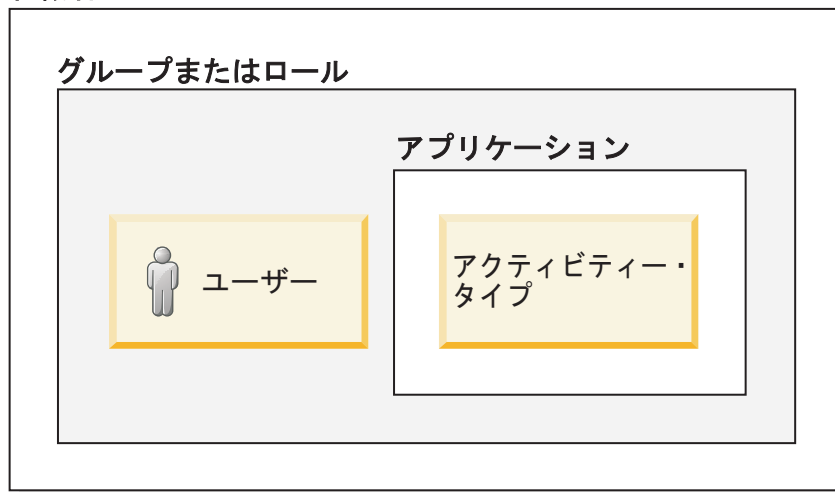 グループまたはロール
アプリケーション
ユーザー
アクティビティー・
タイプ